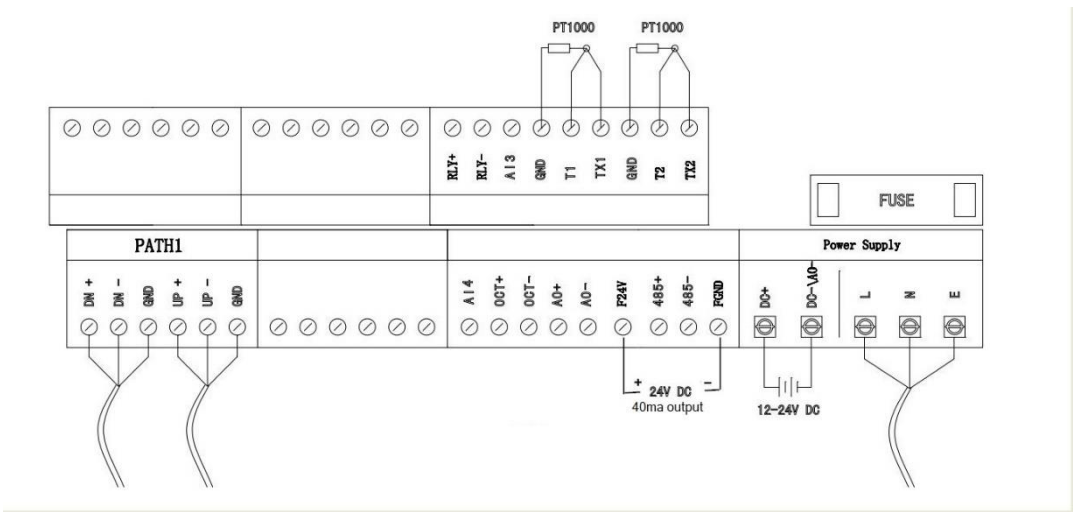 PT1000 PT1000
RLY+ RLY- AI3 GND T1 TX1 GND T2 TX2
FUSE
PATH1 Power Supply
DN + DN - GND UP + UP - GND AI4 OCT+ OCT- AO+ AO- F24V 485+ 485- FGND DC+ DC-\AO- L N E
+ 24V DC -
40ma output
12-24V DC